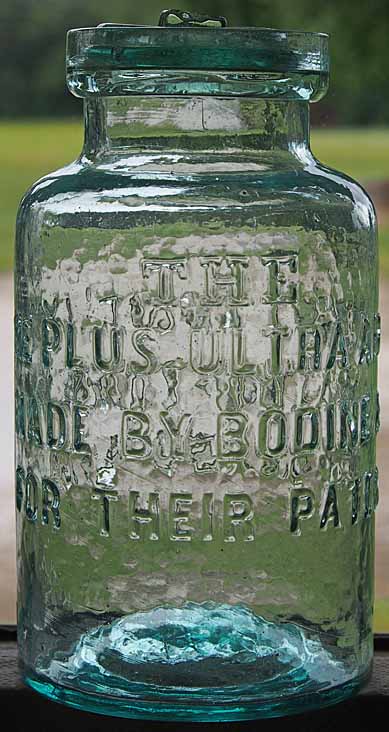 THE
E PLUS ULTRA A
MADE BY BODINE
FOR THEIR PAT